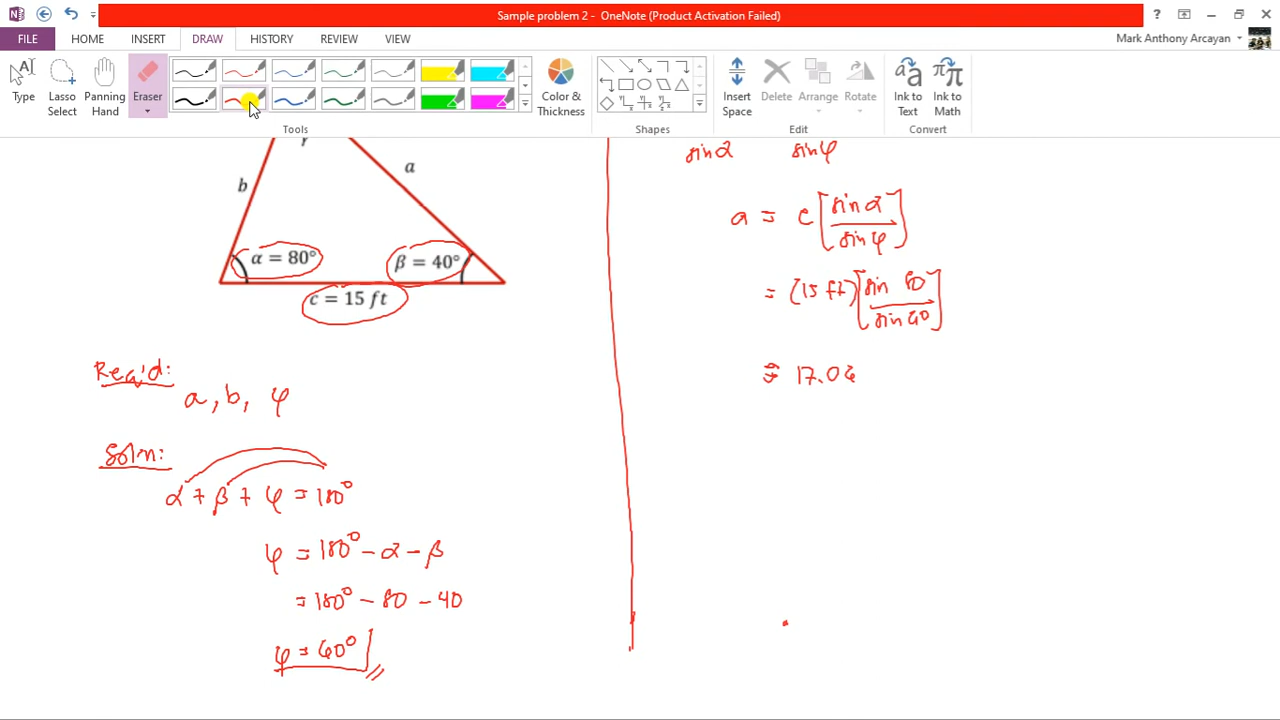 Sample problem 2 - OneNote (Product Activation Failed)
?
FILE HOME INSERT DRAW HISTORY REVIEW VIEW
Mark Anthony Arcayan
Type
Lasso Select
Panning Hand
Eraser
Color & Thickness
Insert Space
Delete
Arrange
Rotate
Ink to Text
Ink to Math
Tools
Shapes
Edit
Convert
b
a
α = 80°
β = 40°
c = 15 ft
Req'd:
a, b, φ
Sol'n:
α + β + φ = 180°
φ = 180° - α - β
= 180° - 80 - 40
φ = 60°
sin α sin φ
a = c [sin α / sin φ]
= (15 ft) [sin 80 / sin 60]
≅ 17.06